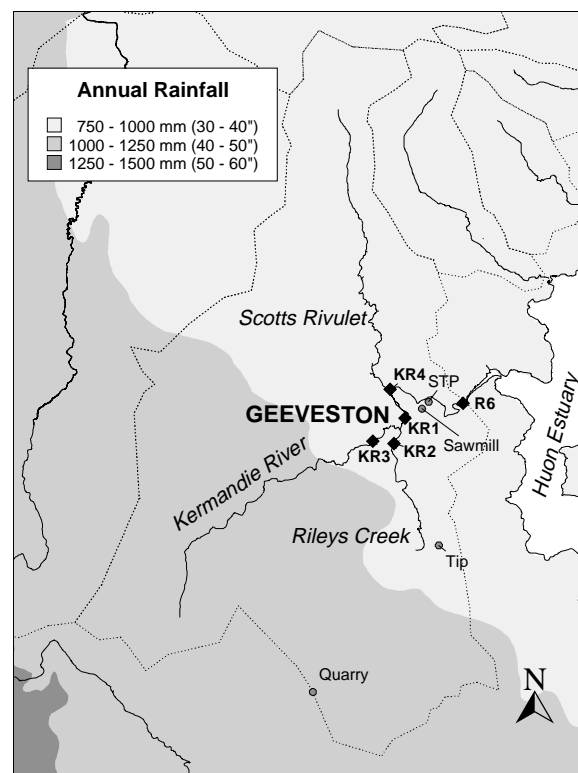 Annual Rainfall
750 - 1000 mm (30 - 40")
1000 - 1250 mm (40 - 50")
1250 - 1500 mm (50 - 60")
Scotts Rivulet
KR4
STP
R6
GEEVESTON
KR1
Sawmill
KR3
KR2
Huon Estuary
Kermandie River
Rileys Creek
Tip
Quarry
N